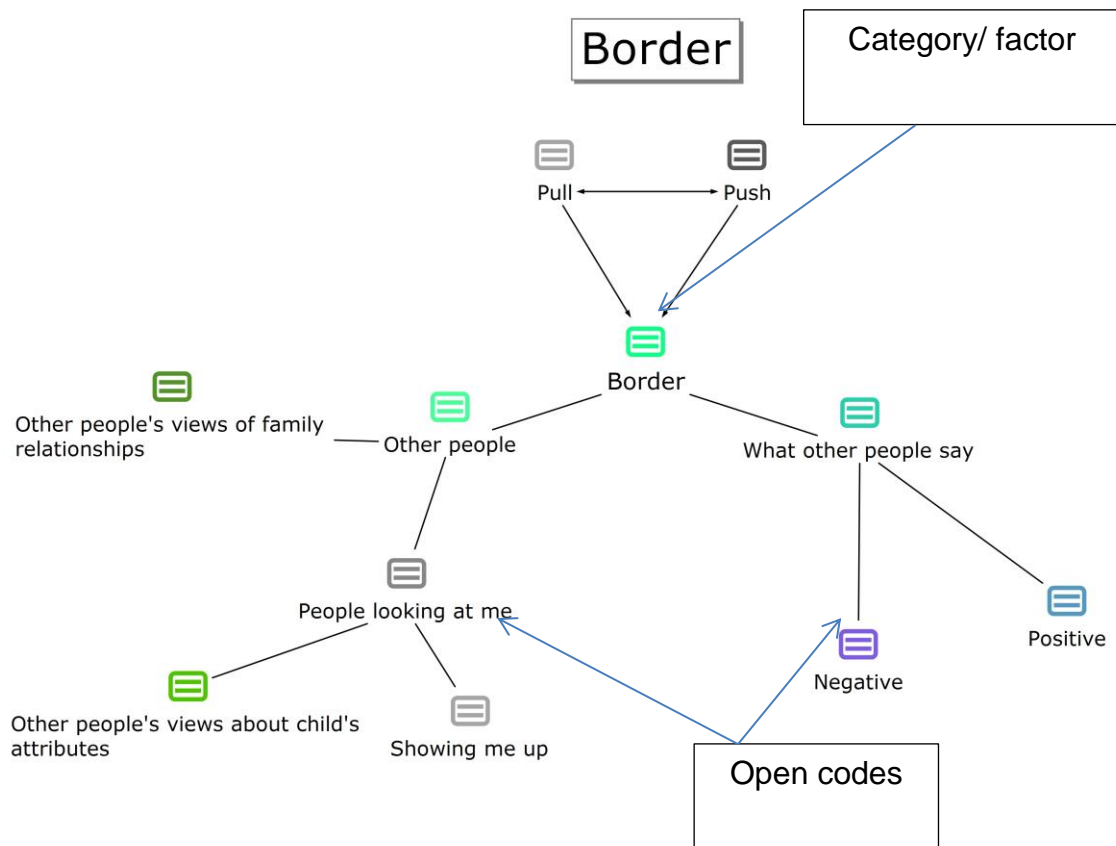 Border
Category/ factor
Pull
Push
Border
Other people's views of family
relationships
Other people
What other people say
People looking at me
Positive
Negative
Other people's views about child's
attributes
Showing me up
Open codes